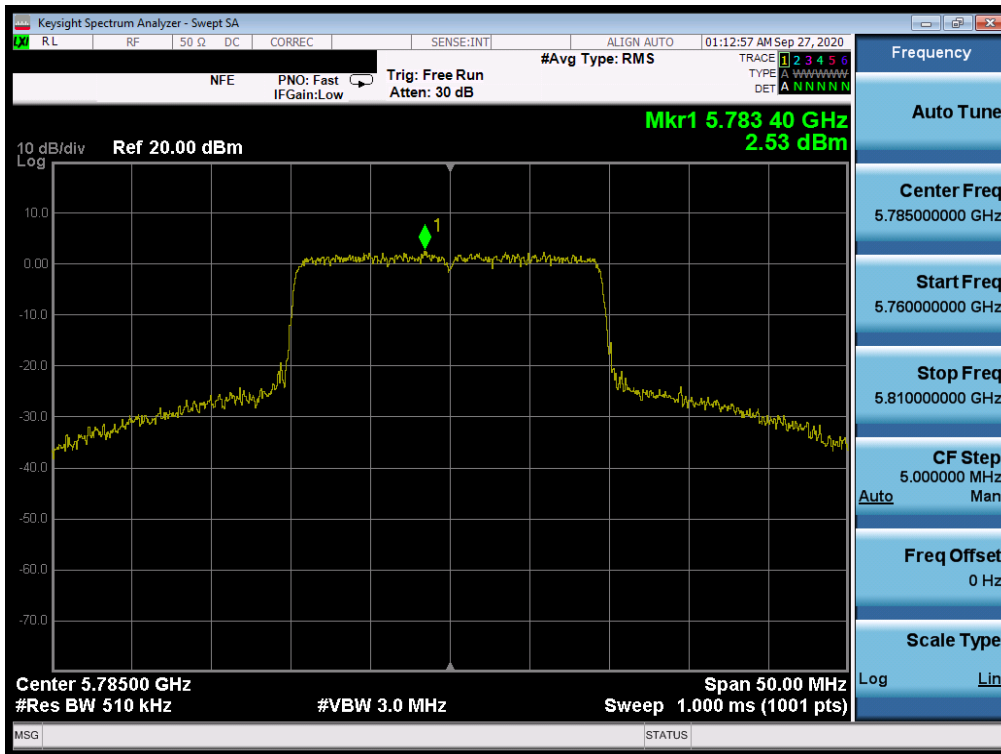 Keysight Spectrum Analyzer - Swept SA
LXI RL RF 50 Ω DC CORREC SENSE:INT ALIGN AUTO 01:12:57 AM Sep 27, 2020
NFE PNO: Fast Trig: Free Run #Avg Type: RMS TRACE 1 2 3 4 5 6
IFGain:Low Atten: 30 dB TYPE A WWWWWW
DET A N N N N N
Mkr1 5.783 40 GHz
2.53 dBm
10 dB/div Ref 20.00 dBm
Log
1
10.0
0.00
-10.0
-20.0
-30.0
-40.0
-50.0
-60.0
-70.0
Center 5.78500 GHz Span 50.00 MHz
#Res BW 510 kHz #VBW 3.0 MHz Sweep 1.000 ms (1001 pts)
MSG STATUS
Frequency
Auto Tune
Center Freq
5.785000000 GHz
Start Freq
5.760000000 GHz
Stop Freq
5.810000000 GHz
CF Step
5.000000 MHz
Auto Man
Freq Offset
0 Hz
Scale Type
Log Lin